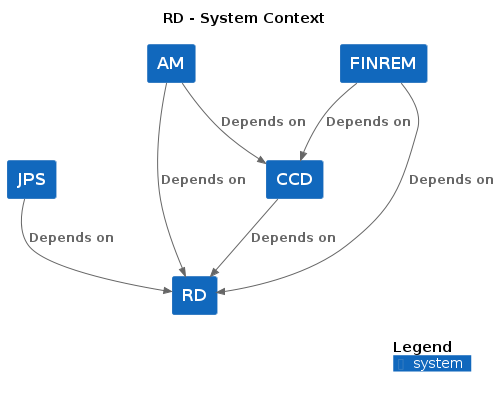 RD - System Context
AM
FINREM
Depends on
Depends on
JPS
Depends on
CCD
Depends on
Depends on
Depends on
RD
Legend
system